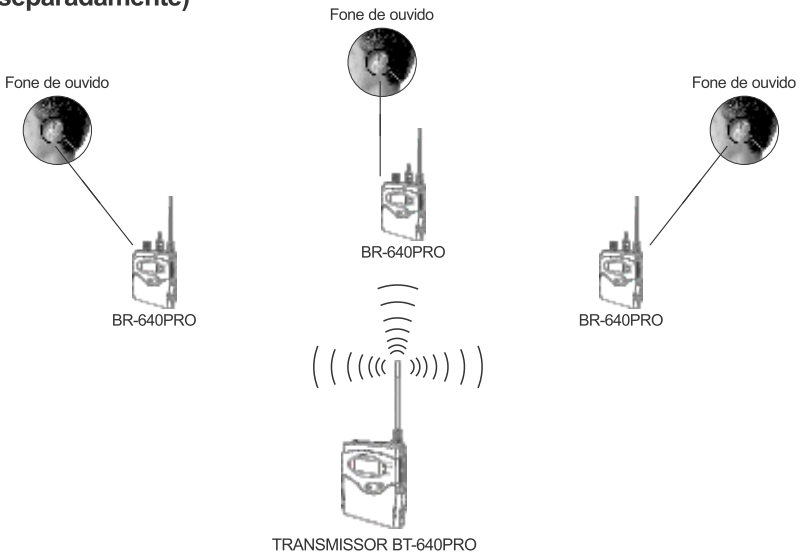 separadamente)
Fone de ouvido
Fone de ouvido
Fone de ouvido
BR-640PRO
BR-640PRO
BR-640PRO
TRANSMISSOR BT-640PRO